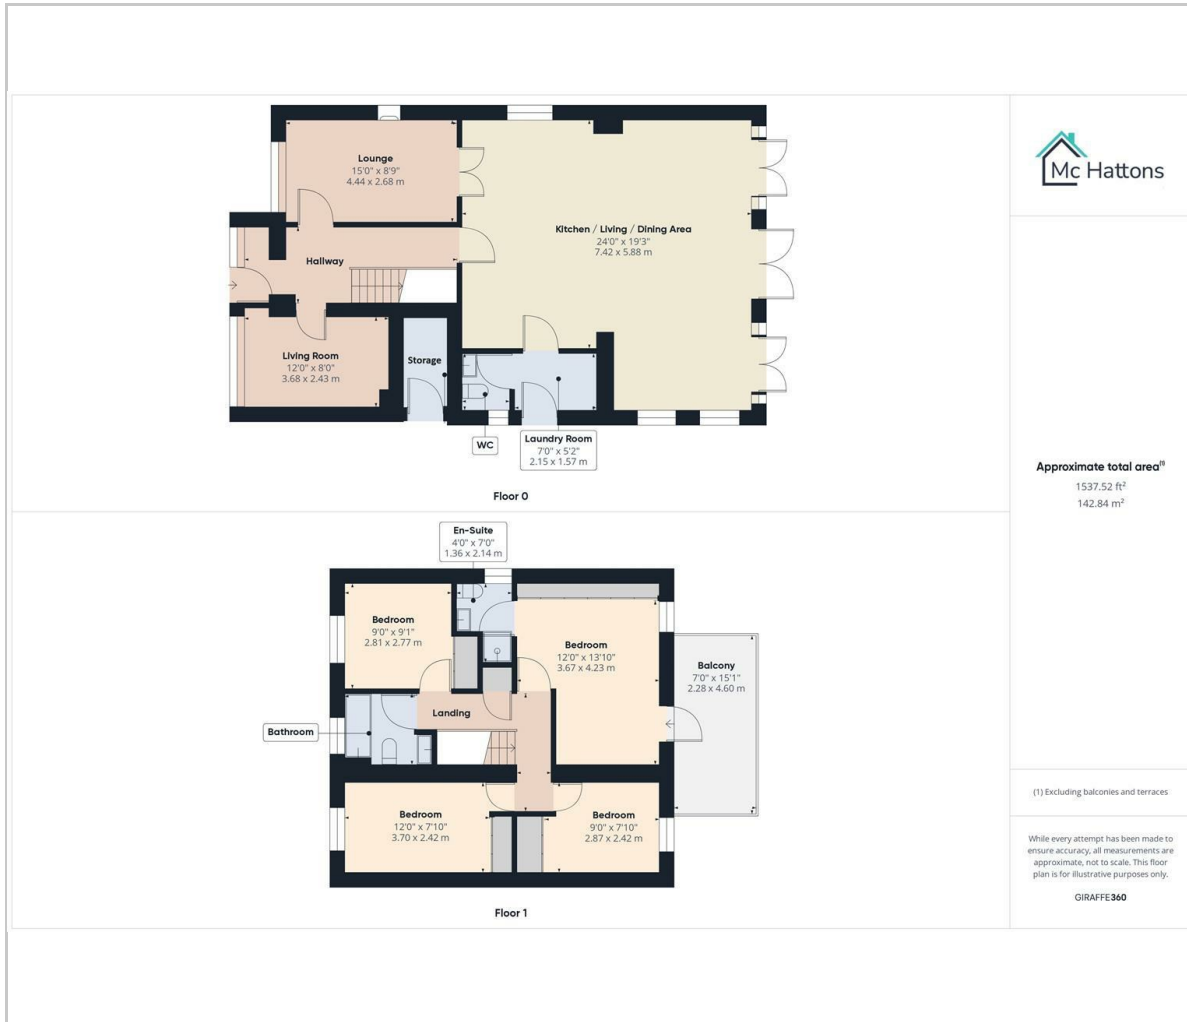 Lounge
15'0" x 8'9"
4.44 x 2.68 m
Kitchen / Living / Dining Area
24'0" x 19'3"
7.42 x 5.88 m
Hallway
Living Room
12'0" x 8'0"
3.68 x 2.43 m
Storage
WC
Laundry Room
7'0" x 5'2"
2.15 x 1.57 m
Floor 0
En-Suite
4'0" x 7'0"
1.36 x 2.14 m
Bedroom
9'0" x 9'1"
2.81 x 2.77 m
Bedroom
12'0" x 13'10"
3.67 x 4.23 m
Balcony
7'0" x 15'1"
2.28 x 4.60 m
Landing
Bathroom
Bedroom
12'0" x 7'10"
3.70 x 2.42 m
Bedroom
9'0" x 7'10"
2.87 x 2.42 m
Floor 1
Mc Hattons
Approximate total area(1)
1537.52 ft²
142.84 m²
(1) Excluding balconies and terraces
While every attempt has been made to
ensure accuracy, all measurements are
approximate, not to scale. This floor
plan is for illustrative purposes only.
GIRAFFE360